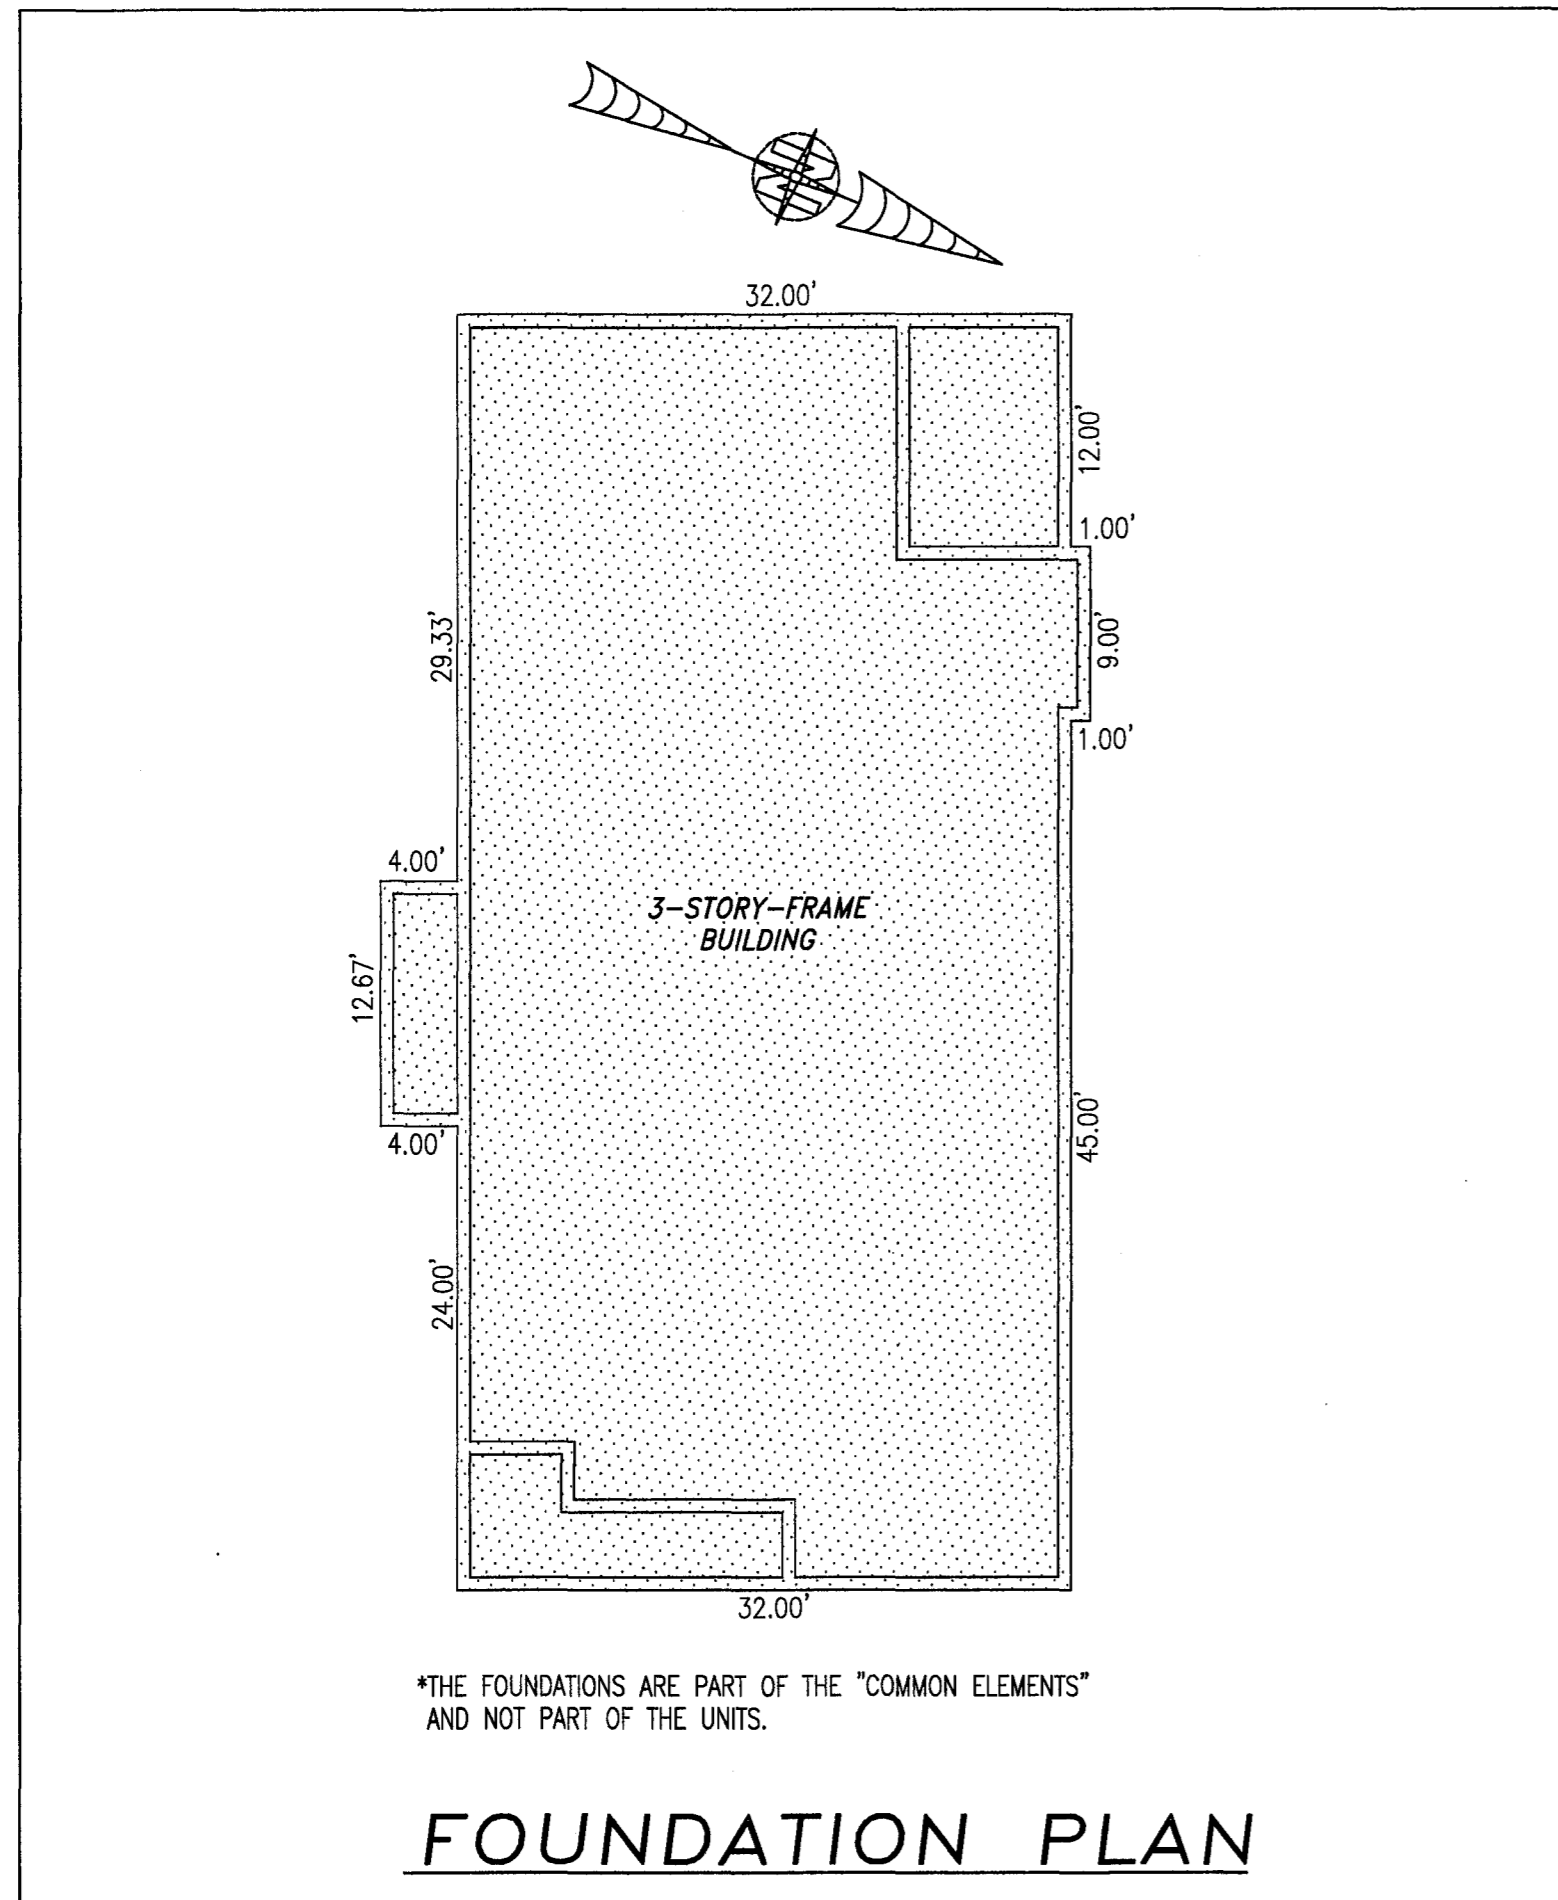 N
32.00'
12.00'
1.00'
29.33'
9.00'
1.00'
4.00'
3-STORY-FRAME
BUILDING
12.67'
45.00'
4.00'
24.00'
32.00'
*THE FOUNDATIONS ARE PART OF THE "COMMON ELEMENTS"
AND NOT PART OF THE UNITS.
FOUNDATION PLAN